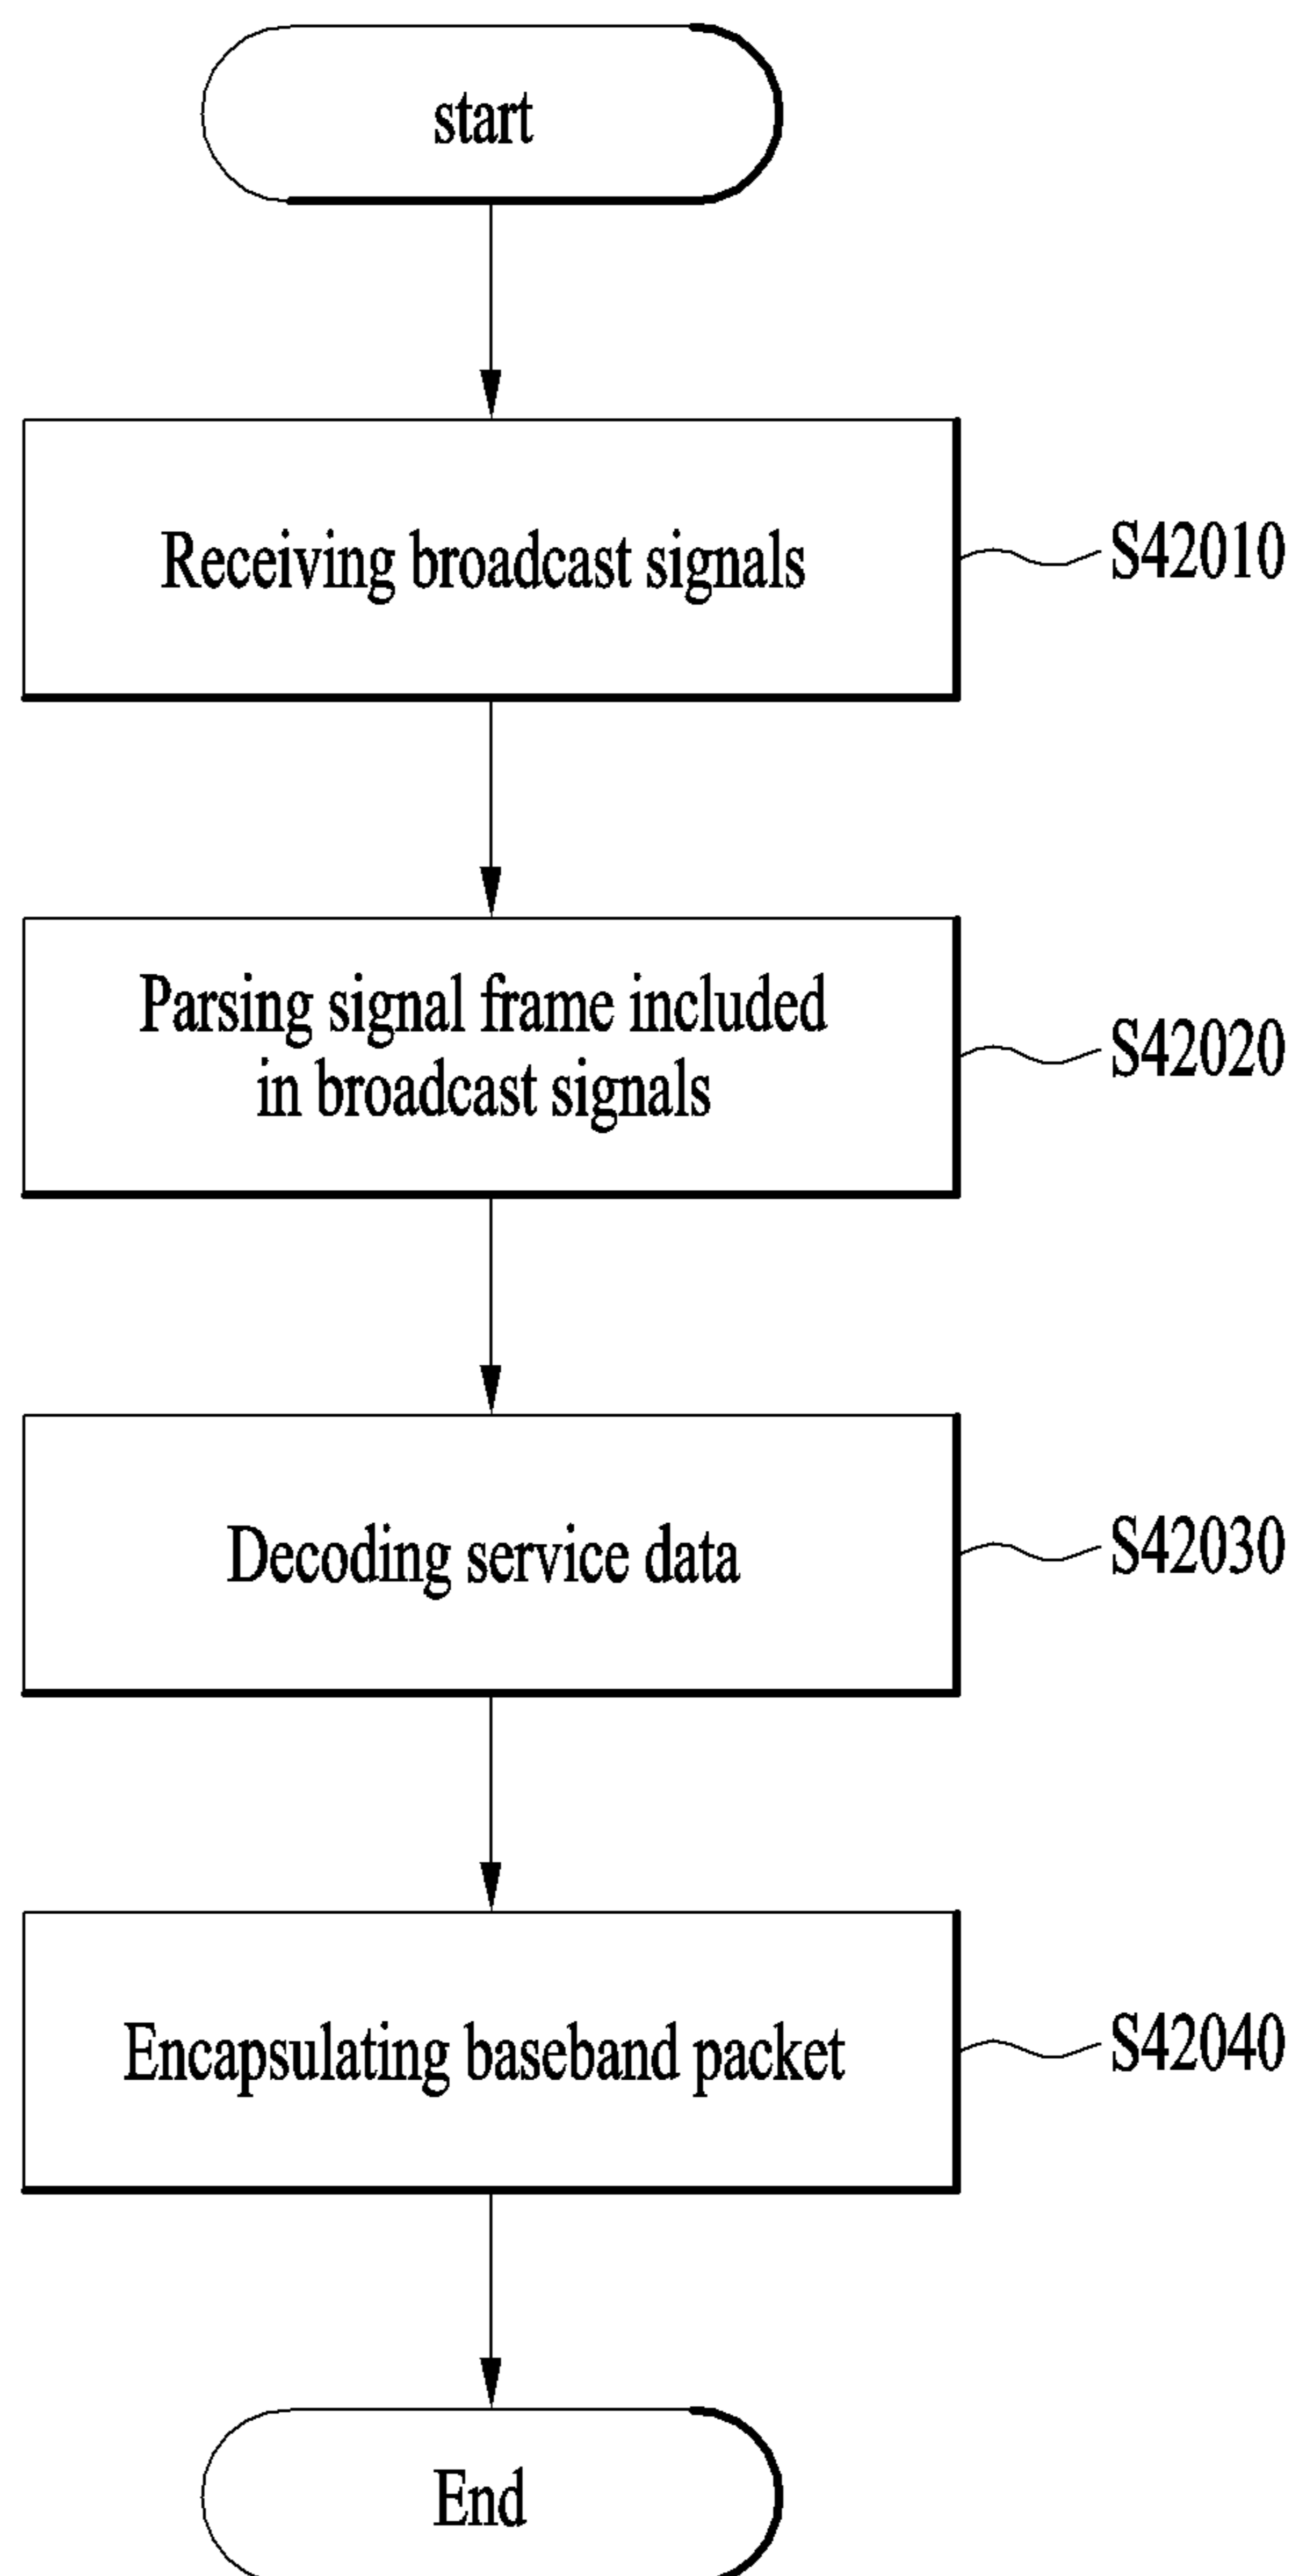 start
Receiving broadcast signals
S42010
Parsing signal frame included
in broadcast signals
S42020
Decoding service data
S42030
Encapsulating baseband packet
S42040
End